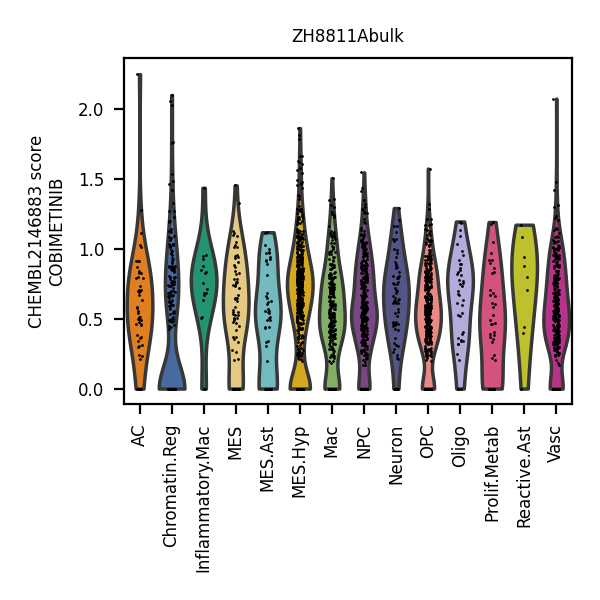 ZH8811Abulk
CHEMBL2146883 score
COBIMETINIB
2.0
1.5
1.0
0.5
0.0
AC
Chromatin.Reg
Inflammatory.Mac
MES
MES.Ast
MES.Hyp
Mac
NPC
Neuron
OPC
Oligo
Prolif.Metab
Reactive.Ast
Vasc